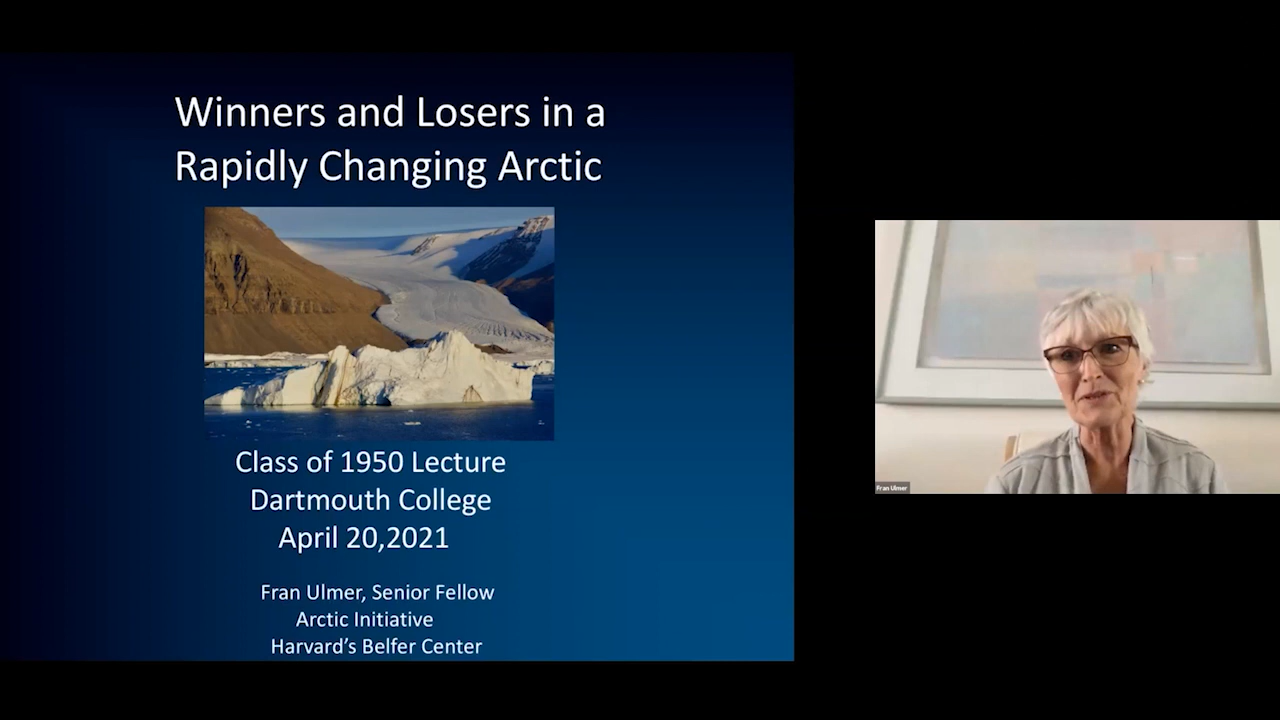 Winners and Losers in a
Rapidly Changing Arctic
Class of 1950 Lecture
Dartmouth College
April 20,2021
Fran Ulmer, Senior Fellow
Arctic Initiative
Harvard’s Belfer Center
Fran Ulmer